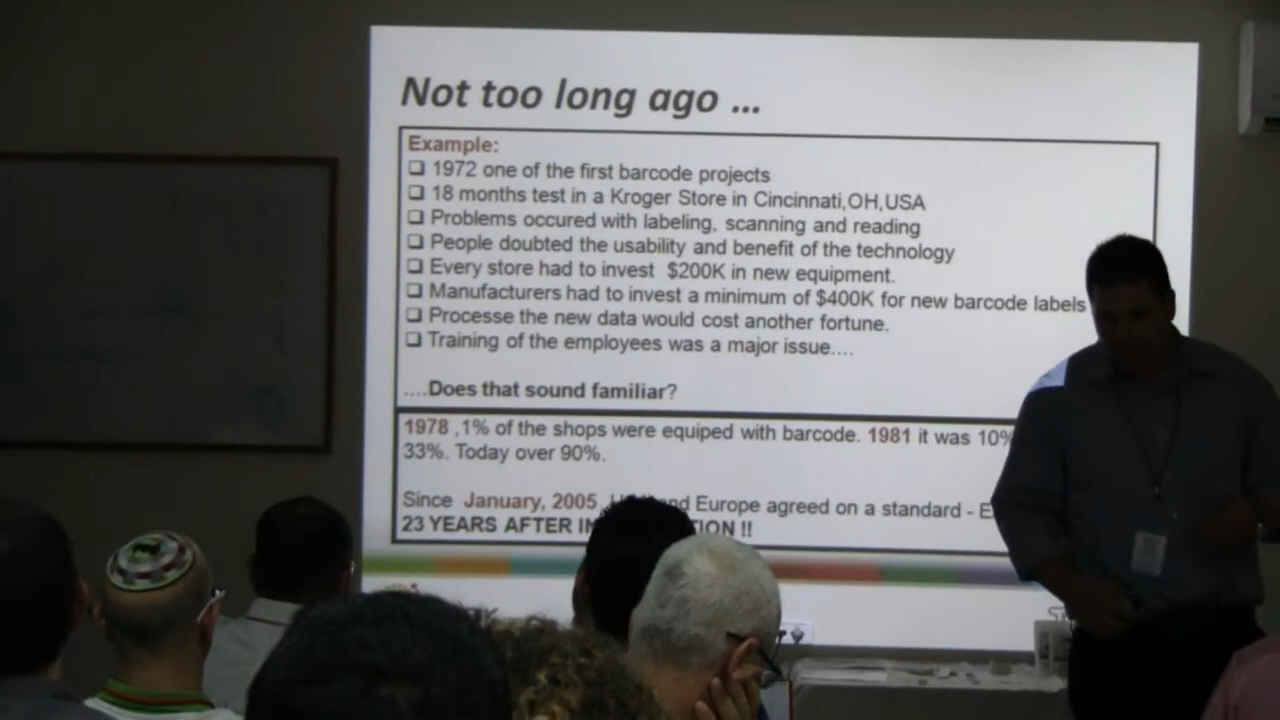 Not too long ago ...
Example:
❑ 1972 one of the first barcode projects
❑ 18 months test in a Kroger Store in Cincinnati,OH,USA
❑ Problems occured with labeling, scanning and reading
❑ People doubted the usability and benefit of the technology
❑ Every store had to invest $200K in new equipment.
❑ Manufacturers had to invest a minimum of $400K for new barcode labels
❑ Processe the new data would cost another fortune.
❑ Training of the employees was a major issue....
....Does that sound familiar?
1978 ,1% of the shops were equiped with barcode. 1981 it was 10%
33%. Today over 90%.
Since January, 2005 Europe agreed on a standard -
23 YEARS AFTER !!